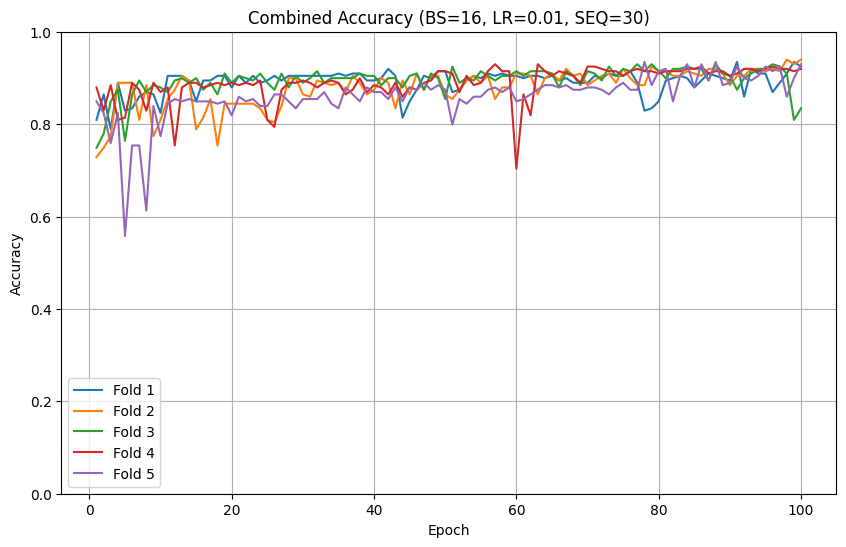 Combined Accuracy (BS=16, LR=0.01, SEQ=30)
1.0
0.8
0.6
0.4
0.2
0.0
Accuracy
Fold 1
Fold 2
Fold 3
Fold 4
Fold 5
0 20 40 60 80 100
Epoch